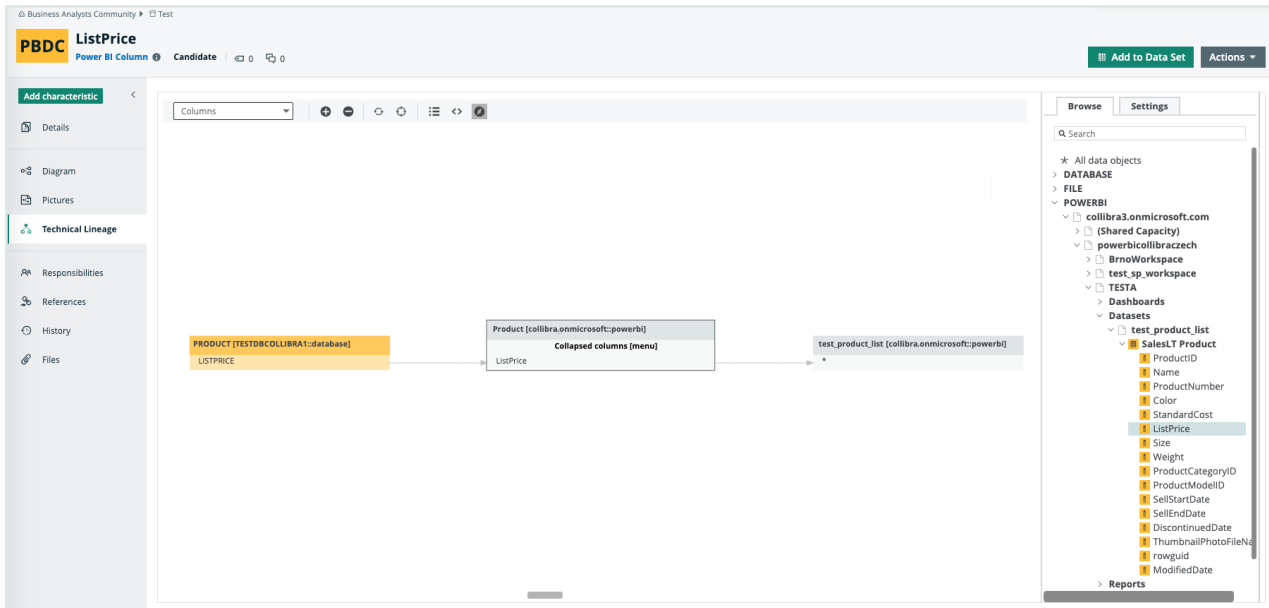 Business Analysts Community Test
PBDC
ListPrice
Power BI Column Candidate 0 0
Add to Data Set
Actions
Add characteristic
Details
Diagram
Pictures
Technical Lineage
Responsibilities
References
History
Files
Columns
PRODUCT [TESTDBCOLLIBRA1::database]
LISTPRICE
Product [collibra.onmicrosoft::powerbi]
Collapsed columns [menu]
ListPrice
test_product_list [collibra.onmicrosoft::powerbi]
*
Browse Settings
Search
All data objects
DATABASE
FILE
POWERBI
collibra3.onmicrosoft.com
(Shared Capacity)
powerbicollibraczech
BrnoWorkspace
test_sp_workspace
TESTA
Dashboards
Datasets
test_product_list
SalesLT Product
ProductID
Name
ProductNumber
Color
StandardCost
ListPrice
Size
Weight
ProductCategoryID
ProductModelID
SellStartDate
SellEndDate
DiscontinuedDate
ThumbnailPhotoFileNa
rowguid
ModifiedDate
Reports